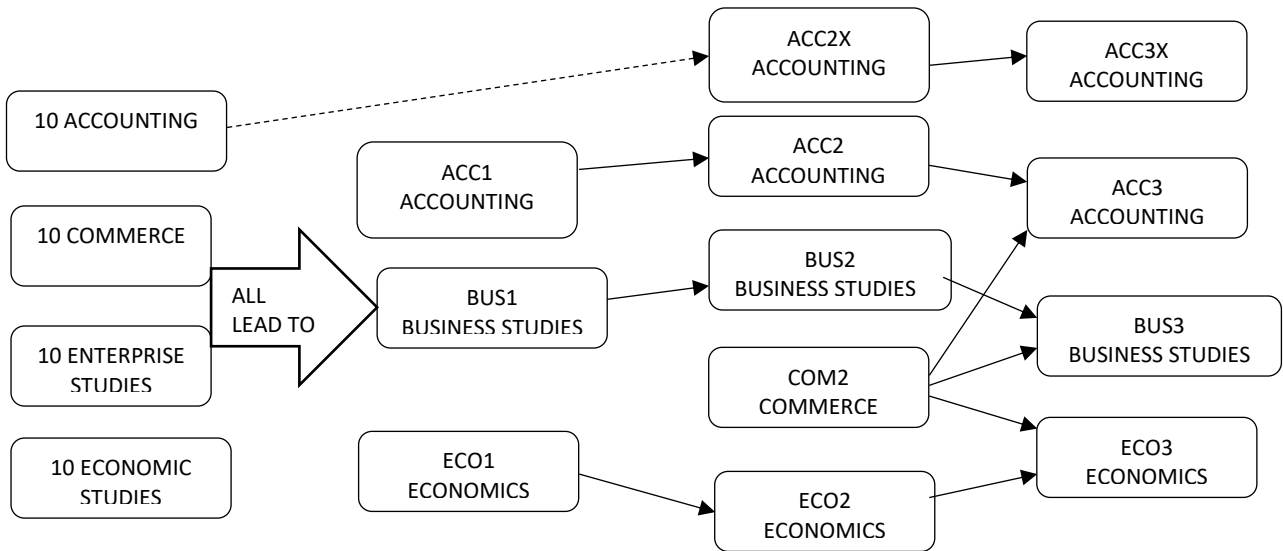 10 ACCOUNTING
10 COMMERCE
10 ENTERPRISE
STUDIES
10 ECONOMIC
STUDIES
ALL
LEAD TO
ACC1
ACCOUNTING
BUS1
BUSINESS STUDIES
ECO1
ECONOMICS
ACC2X
ACCOUNTING
ACC2
ACCOUNTING
BUS2
BUSINESS STUDIES
COM2
COMMERCE
ECO2
ECONOMICS
ACC3X
ACCOUNTING
ACC3
ACCOUNTING
BUS3
BUSINESS STUDIES
ECO3
ECONOMICS